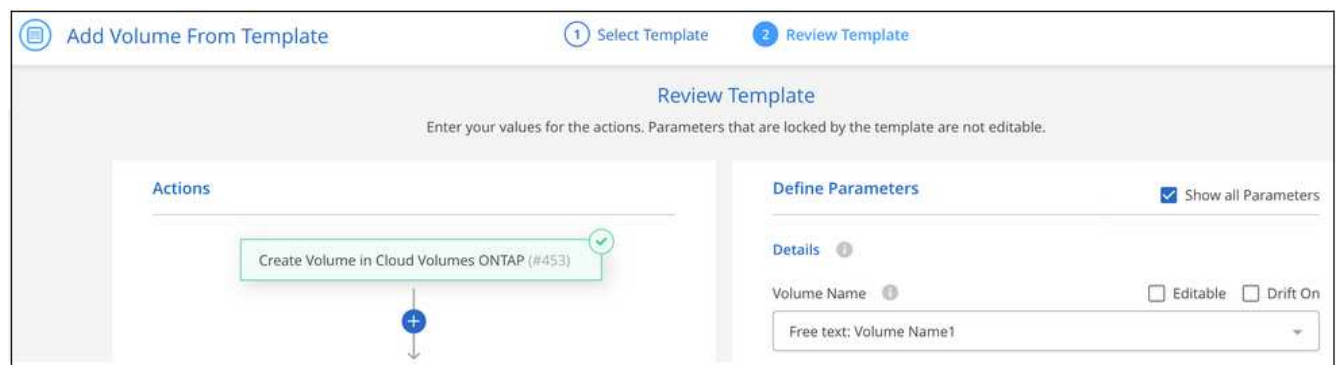 Add Volume From Template
1 Select Template
2 Review Template
Review Template
Enter your values for the actions. Parameters that are locked by the template are not editable.
Actions
Create Volume in Cloud Volumes ONTAP (#453)
Define Parameters
Show all Parameters
Details
Volume Name
Editable
Drift On
Free text: Volume Name1